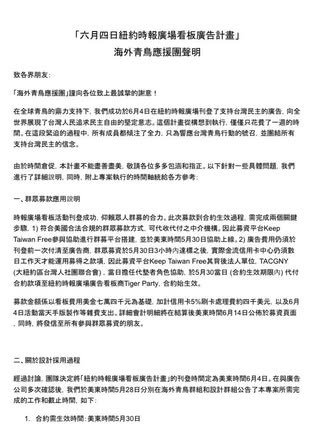 「六月四日紐約時報廣場看板廣告計畫」
海外青鳥應援團聲明
致各界朋友:
「海外青鳥應援團」謹向各位致上最誠摯的謝意！
在全球青鳥的鼎力支持下, 我們成功於6月4日在紐約時報廣場刊登了支持台灣民主的廣告, 向全
世界展現了台灣人民追求民主自由的堅定意志。這個計畫從構想到執行, 僅僅只花費了一週的時
間。在這段緊迫的過程中, 所有成員都傾注了全力, 只為響應台灣青鳥行動的號召, 並團結所有
支持台灣民主的信念。
由於時間倉促, 本計畫不能盡善盡美, 敬請各位多多包涵和指正。以下針對一些具體問題, 我們
進行了詳細說明, 同時, 附上專案執行的時間軸統給各方參考:
一、群眾募款應用說明
時報廣場看板活動刊登成功, 仰賴眾人群募的合力。此次募款到合約生效過程, 需完成兩個關鍵
步驟, 1) 符合美國合法合規的群眾募款方式, 可代收代付之中介機構。因此募資平台Keep
Taiwan Free參與協助進行群募平台搭建, 並於美東時間5月30日協助上線。2) 廣告費用仍須於
刊登前一次付清至廣告商, 群眾募資於5月30日3小時內達標之後, 實際金流信用卡中心仍須數
日工作天才能運用募得之款項, 因此募資平台Keep Taiwan Free其背後法人單位, TACGNY
(大紐約區台灣人社團聯合會) , 當日擔任代墊者角色協助, 於5月30當日 (合約生效期限內) 代付
合約款項至紐約時報廣場廣告看板商Tiger Party, 合約始生效。
募款金額係以看板費用美金七萬四千元為基礎, 加計信用卡5%刷卡處理費約四千美元, 以及6月
4日活動當天手版製作等雜費支出。詳細會計明細將在結算後美東時間6月14日公佈於募資頁面
, 同時, 將發信至所有參與群眾募資的朋友。
二、關於設計採用過程
經過討論, 團隊決定將「紐約時報廣場看板廣告計畫」的刊登時間定為美東時間6月4日。在與廣告
公司多次確認後, 我們於美東時間5月28日分別在海外青鳥群組和設計群組公告了本專案所需完
成的工作和截止時間, 如下:
1. 合約需生效時間: 美東時間5月30日